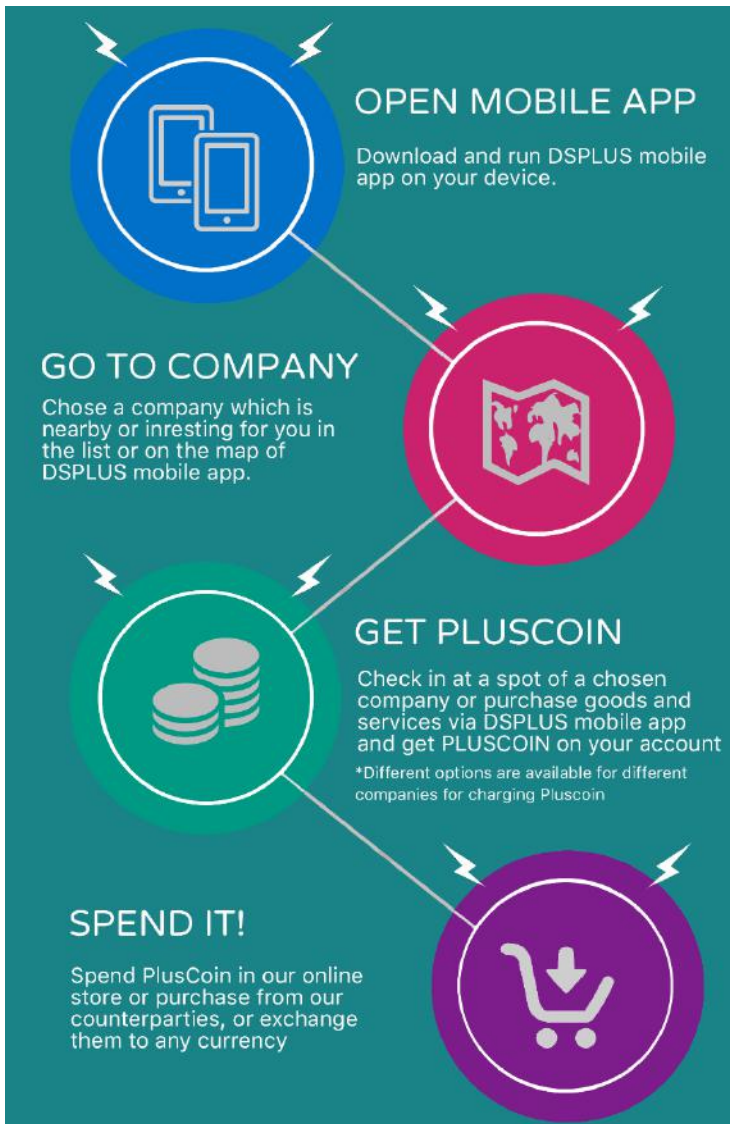 OPEN MOBILE APP
Download and run DSPLUS mobile
app on your device.
GO TO COMPANY
Chose a company which is
nearby or inresting for you in
the list or on the map of
DSPLUS mobile app.
GET PLUSCOIN
Check in at a spot of a chosen
company or purchase goods and
services via DSPLUS mobile app
and get PLUSCOIN on your account
*Different options are available for different
companies for charging Pluscoin
SPEND IT!
Spend PlusCoin in our online
store or purchase from our
counterparties, or exchange
them to any currency